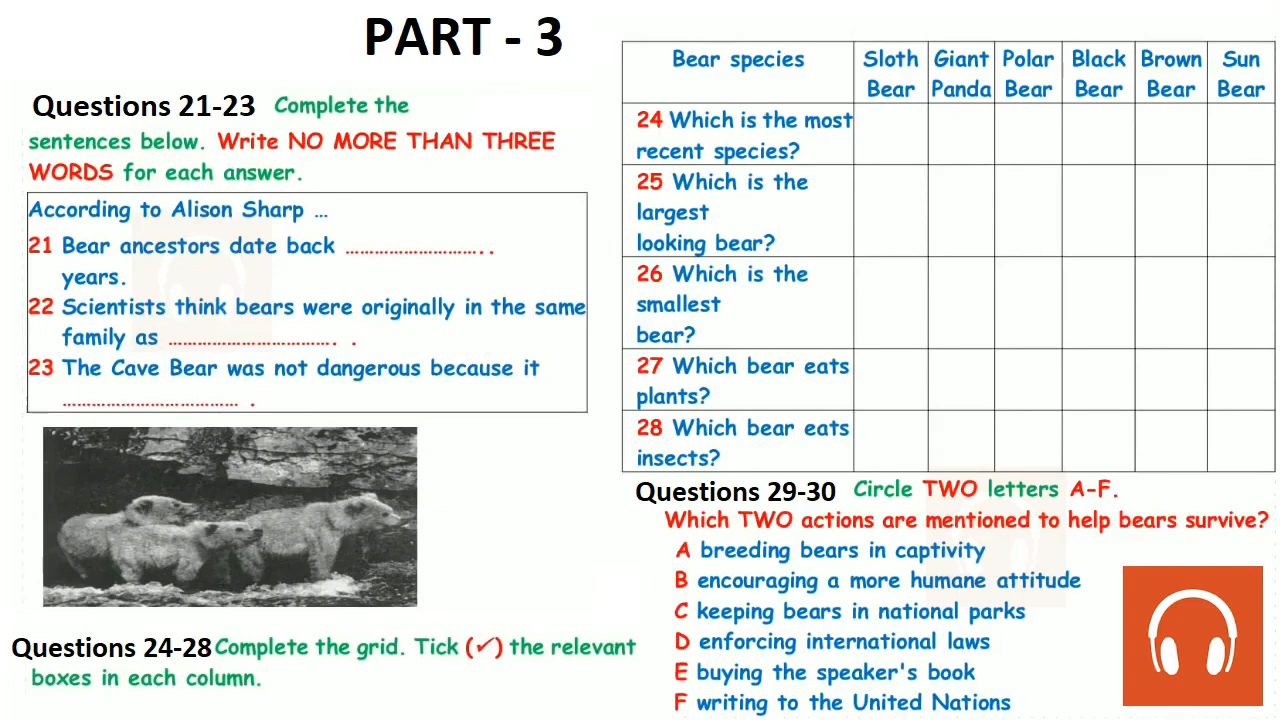 PART - 3
Questions 21-23 Complete the
sentences below. Write NO MORE THAN THREE
WORDS for each answer.
According to Alison Sharp ...
21 Bear ancestors date back ............................
years.
22 Scientists think bears were originally in the same
family as ................................. .
23 The Cave Bear was not dangerous because it
.................................... .
Questions 24-28 Complete the grid. Tick (✓) the relevant
boxes in each column.
Bear species
Sloth Bear
Giant Panda
Polar Bear
Black Bear
Brown Bear
Sun Bear
24 Which is the most
recent species?
25 Which is the
largest
looking bear?
26 Which is the
smallest
bear?
27 Which bear eats
plants?
28 Which bear eats
insects?
Questions 29-30 Circle TWO letters A-F.
Which TWO actions are mentioned to help bears survive?
A breeding bears in captivity
B encouraging a more humane attitude
C keeping bears in national parks
D enforcing international laws
E buying the speaker's book
F writing to the United Nations